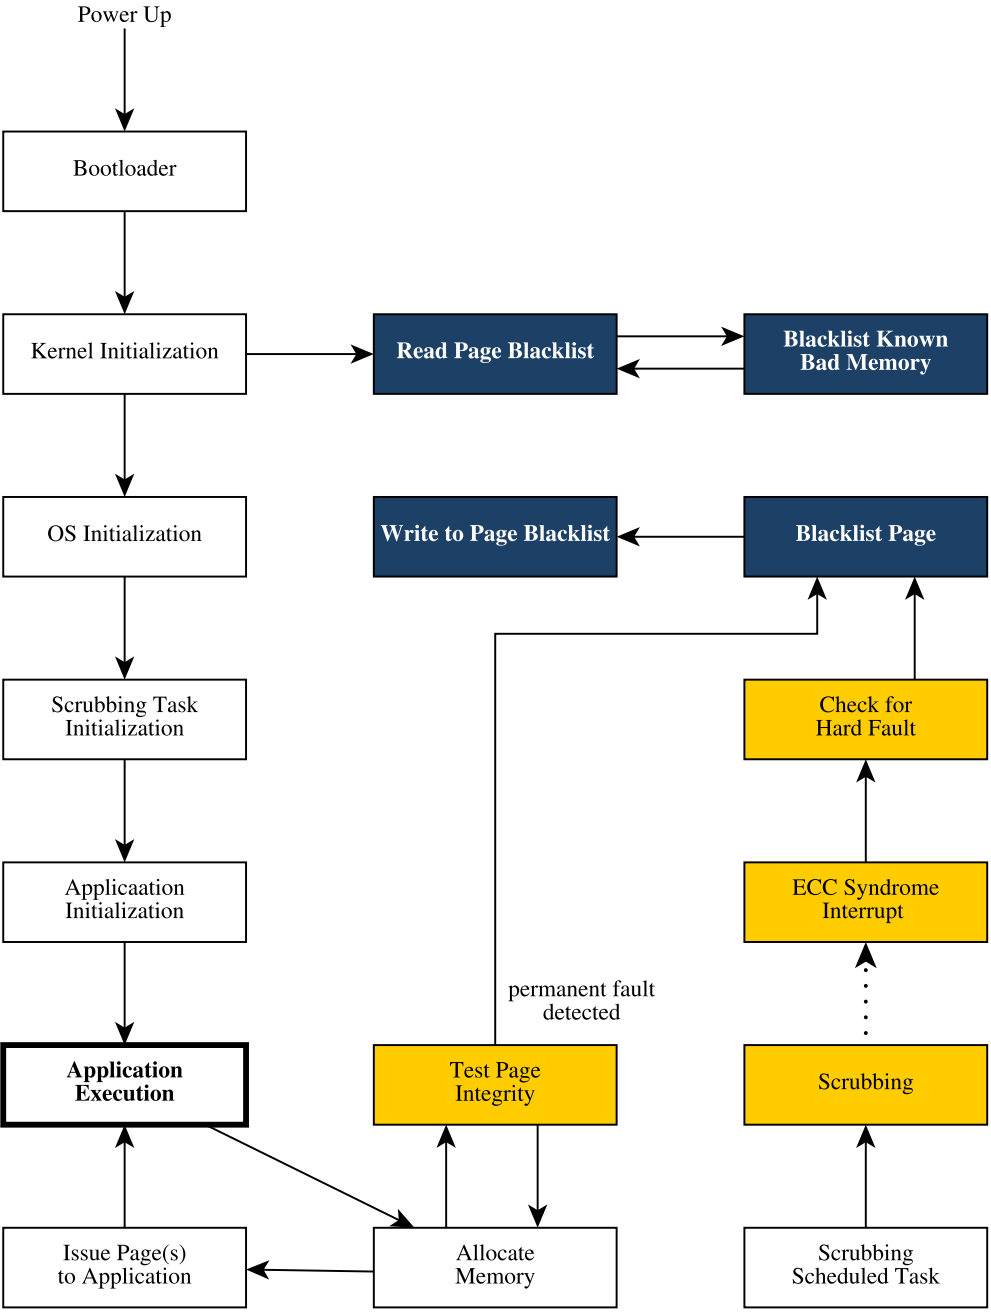 Power Up
Bootloader
Kernel Initialization
Read Page Blacklist
Blacklist Known
Bad Memory
OS Initialization
Write to Page Blacklist
Blacklist Page
Scrubbing Task
Initialization
Check for
Hard Fault
Applicaation
Initialization
ECC Syndrome
Interrupt
permanent fault
detected
Application
Execution
Test Page
Integrity
Scrubbing
Issue Page(s)
to Application
Allocate
Memory
Scrubbing
Scheduled Task